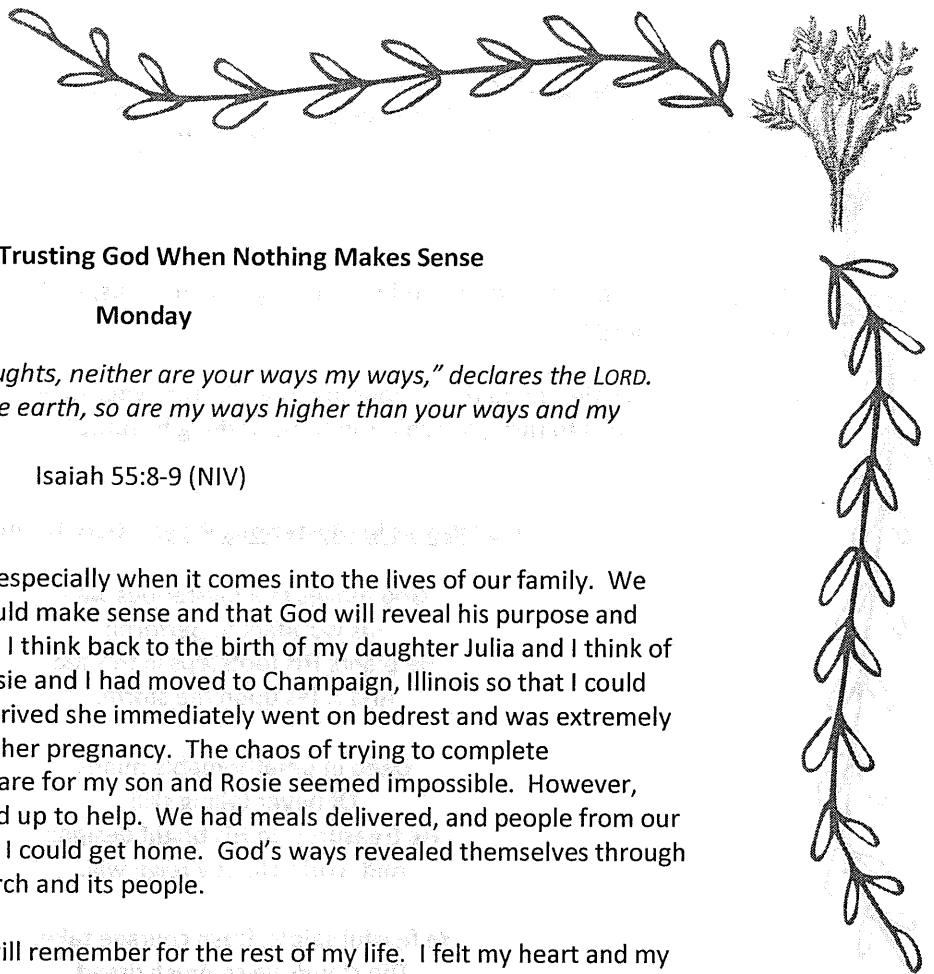 Trusting God When Nothing Makes Sense
Monday
ughts, neither are your ways my ways,” declares the LORD.
e earth, so are my ways higher than your ways and my
Isaiah 55:8-9 (NIV)
especially when it comes into the lives of our family. We
uld make sense and that God will reveal his purpose and
I think back to the birth of my daughter Julia and I think of
sie and I had moved to Champaign, Illinois so that I could
rived she immediately went on bedrest and was extremely
her pregnancy. The chaos of trying to complete
are for my son and Rosie seemed impossible. However,
d up to help. We had meals delivered, and people from our
I could get home. God’s ways revealed themselves through
rch and its people.
ill remember for the rest of my life. I felt my heart and my